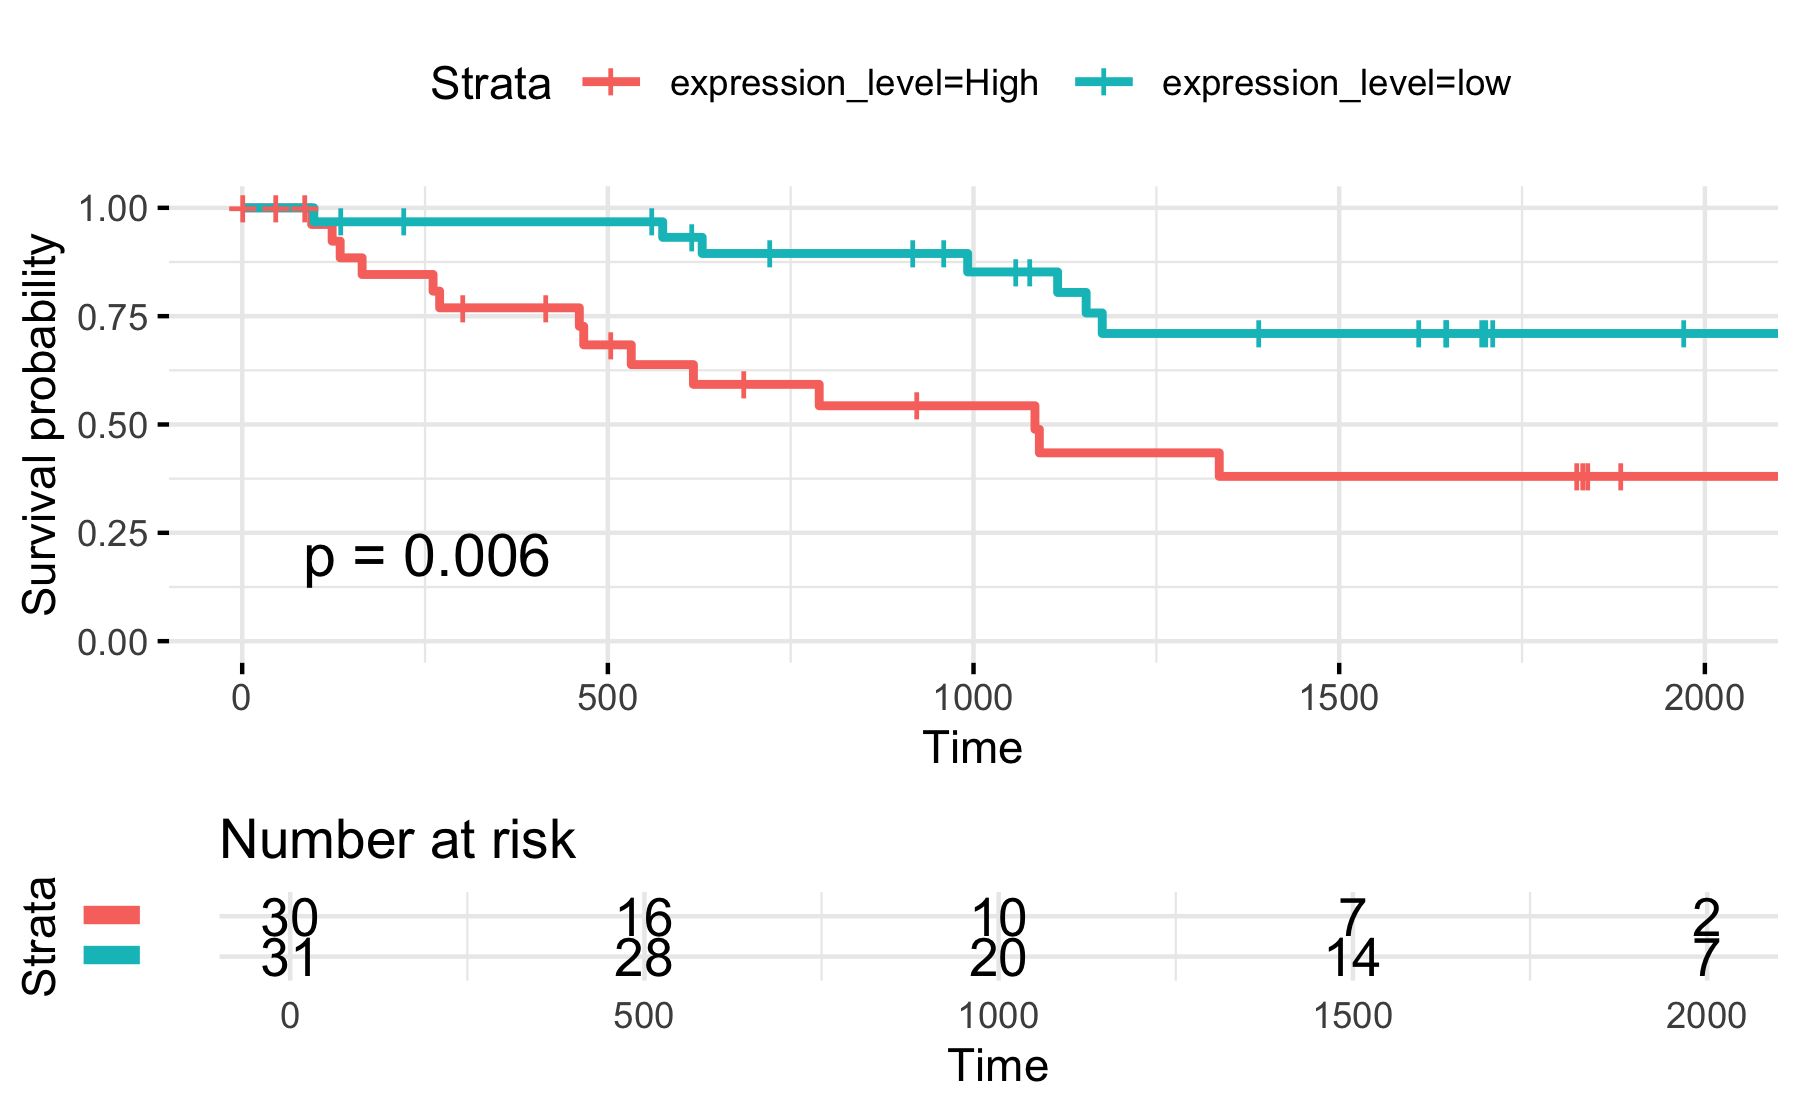 Strata expression_level=High expression_level=low
1.00
0.75
0.50
0.25
0.00
Survival probability
p = 0.006
0 500 1000 1500 2000
Time
Number at risk
Strata
30 16 10 7 2
31 28 20 14 7
0 500 1000 1500 2000
Time